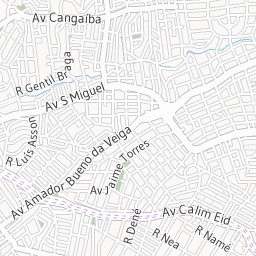 Av Cangaíba
R Gentil Braga
Av S Miguel
R Luís Asson
Av Amador Bueno da Veiga
Av Jaime Torres
Av Calim Eid
R Dené
R Nea
R Namé